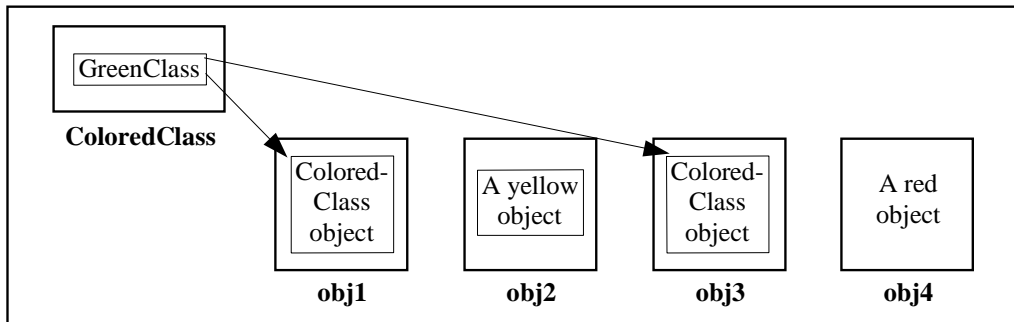 GreenClass
ColoredClass
Colored-
Class
object
obj1
A yellow
object
obj2
Colored-
Class
object
obj3
A red
object
obj4